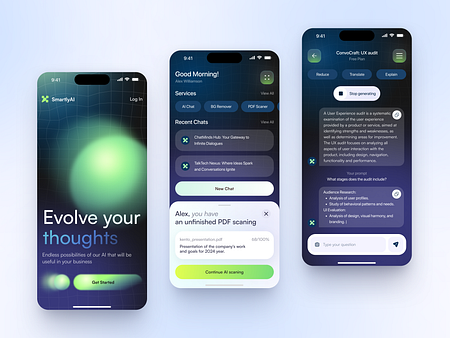 9:41
SmartlyAI
Log In
Evolve your
thoughts
Endless possibilities of our AI that will be
useful in your business
Get Started
9:41
Good Morning!
Alex Wilkerson
Services
View All
AI Chat
BG Remover
PDF Scaner
Recent Chats
View All
ChatMinds Hub: Your Gateway to
Infinite Dialogues
TalkTech Nexus: Where Ideas Spark
and Conversations Ignite
New Chat
Alex, you have
an unfinished PDF scaning
kento_presentation.pdf
68/100%
Presentation of the company's work
and goals for 2024 year.
Continue AI scaning
9:41
ConvoCraft: UX audit
Free Plan
Reduce
Translate
Explain
Stop generating
A User Experience audit is a systematic
examination of the user experience
provided by a product or service, aimed at
identifying strengths and weaknesses, as
well as determining areas for improvement.
The UX audit focuses on analyzing all
aspects of user interaction with the
product, including design, navigation,
functionality and performance.
Your prompt
What stages does the audit include?
Audience Research:
• Analysis of user profiles.
• Study of behavioral patterns and needs.
UI Evaluation:
• Analysis of design, visual harmony, and
branding. |
Type your question